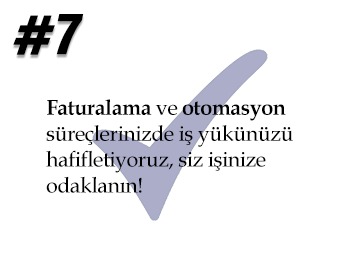 #7
Faturalama ve otomasyon
süreçlerinizde iş yükünüzü
hafifletiyoruz, siz işinize
odaklanın!